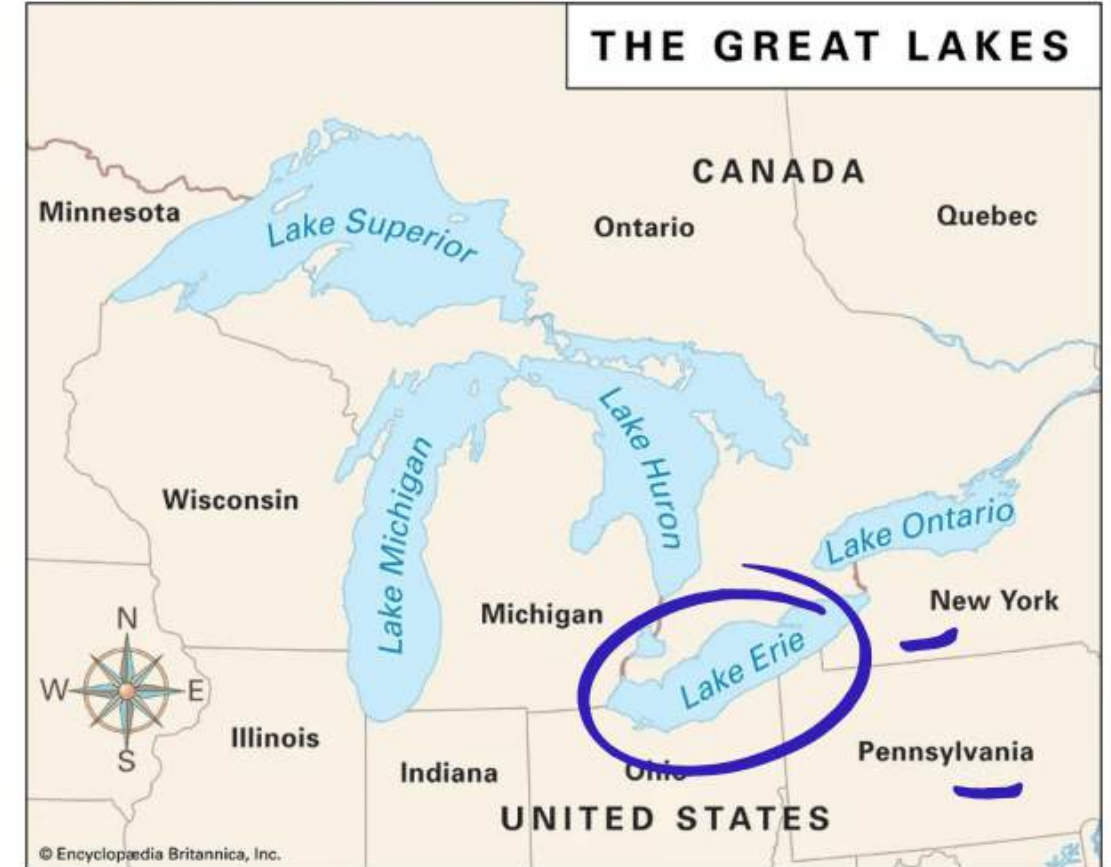 THE GREAT LAKES
CANADA
Minnesota
Ontario
Quebec
Lake Superior
Lake Huron
Lake Michigan
Wisconsin
Lake Ontario
Michigan
New York
Lake Erie
N
W
E
S
Illinois
Indiana
Ohio
Pennsylvania
UNITED STATES
© Encyclopædia Britannica, Inc.